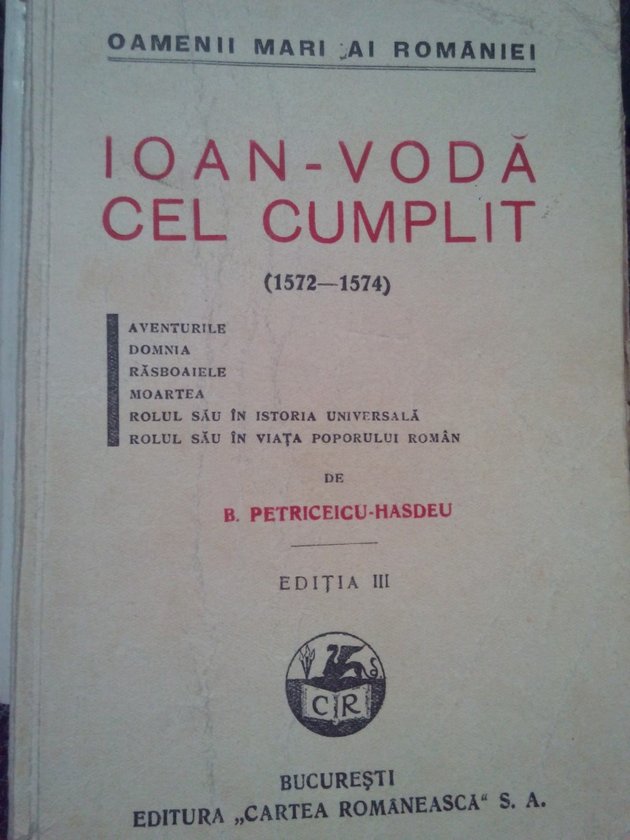 OAMENII MARI AI ROMÂNIEI
IOAN-VODĂ
CEL CUMPLIT
(1572—1574)
AVENTURILE
DOMNIA
RĂSBOAIELE
MOARTEA
ROLUL SĂU ÎN ISTORIA UNIVERSALĂ
ROLUL SĂU ÎN VIAȚA POPORULUI ROMÂN
DE
B. PETRICEICU-HASDEU
EDIȚIA III
C R
BUCUREȘTI
EDITURA „CARTEA ROMÂNEASCĂ“ S. A.